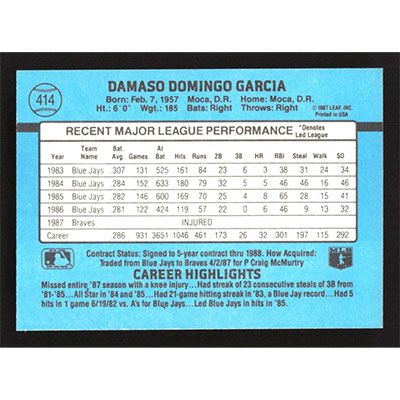 414
DAMASO DOMINGO GARCIA
Born: Feb. 7, 1957 Moca, D.R. Home: Moca, D.R.
Ht.: 6'0" Wgt.: 185 Bats: Right Throws: Right
©1987 LEAF, INC.
Printed in USA
RECENT MAJOR LEAGUE PERFORMANCE *Denotes Led League
Year Team Name Bat. Avg. Games At Bat Hits Runs 2B 3B HR RBI Steal Walk SO
1983 Blue Jays .307 131 525 161 84 23 6 3 38 31 24 34
1984 Blue Jays .284 152 633 180 79 32 5 5 46 46 16 46
1985 Blue Jays .282 146 600 169 70 25 4 8 65 28 15 41
1986 Blue Jays .281 122 424 57 22 0 6 46 9 13 32
1987 Braves INJURED
Career .286 931 3651 1046 461 173 26 32 301 197 115 292
Contract Status: Signed to 5-year contract thru 1988. How Acquired:
Traded from Blue Jays to Braves 4/2/87 for P Craig McMurtry
CAREER HIGHLIGHTS
Missed entire '87 season with a knee injury...Had streak of 23 consecutive steals of 3B from
'81-'85... All Star in '84 and '85... Had 21-game hitting streak in '83, a Blue Jay record... Had 5
hits in 1 game 6/19/82 vs. A's for Blue Jays... Led Blue Jays in hits in '85.